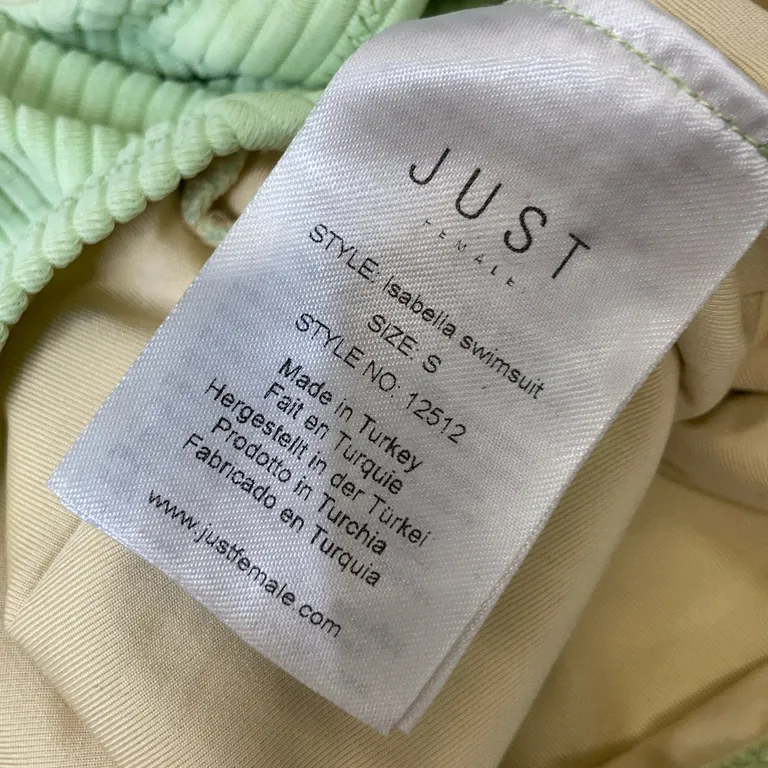 JUST
FEMALE
STYLE: Isabella swimsuit
SIZE: S
STYLE NO: 12512
Made in Turkey
Fait en Turquie
Hergestellt in der Türkei
Prodotto in Turchia
Fabricado en Turquia
www.justfemale.com